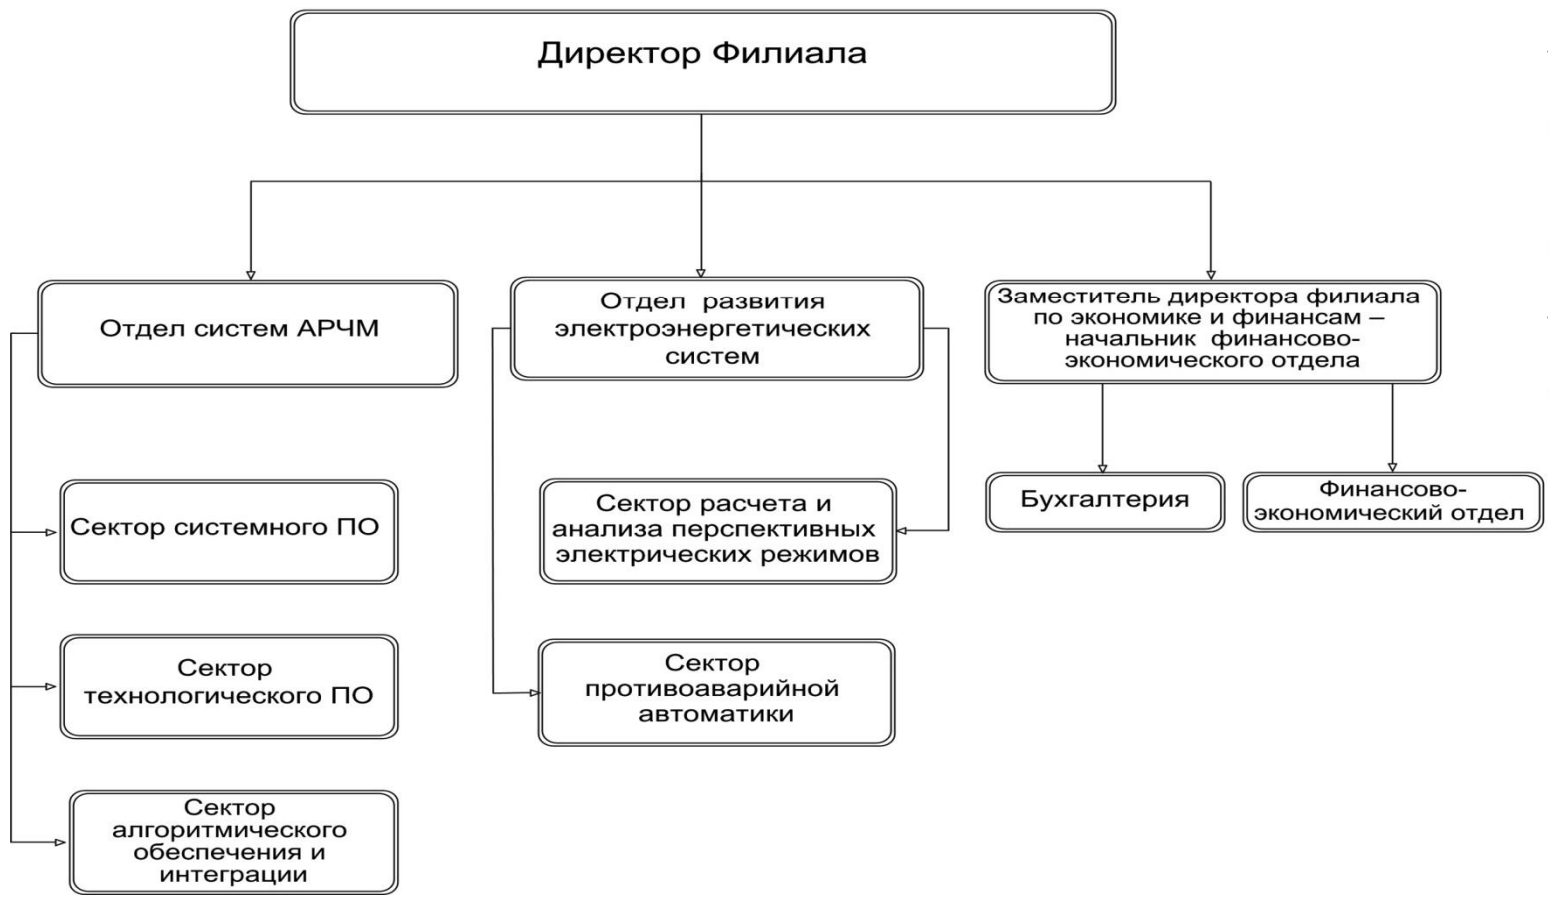 Директор Филиала
Отдел систем АРЧМ
Отдел развития
электроэнергетических
систем
Заместитель директора филиала
по экономике и финансам –
начальник финансово-
экономического отдела
Сектор системного ПО
Сектор расчета и
анализа перспективных
электрических режимов
Бухгалтерия
Финансово-
экономический отдел
Сектор
технологического ПО
Сектор
противоаварийной
автоматики
Сектор
алгоритмического
обеспечения и
интеграции